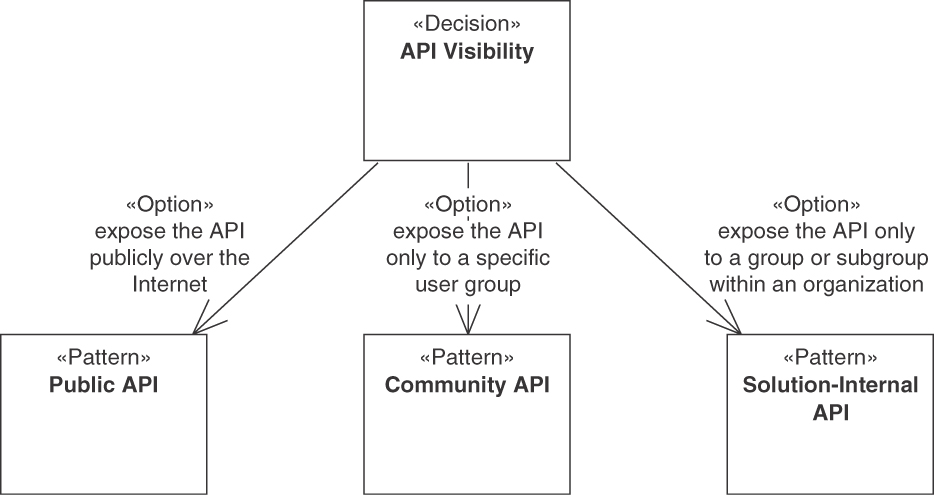 «Decision»
API Visibility
«Option»
expose the API
publicly over the
Internet
«Option»
expose the API
only to a specific
user group
«Option»
expose the API only
to a group or subgroup
within an organization
«Pattern»
Public API
«Pattern»
Community API
«Pattern»
Solution-Internal
API